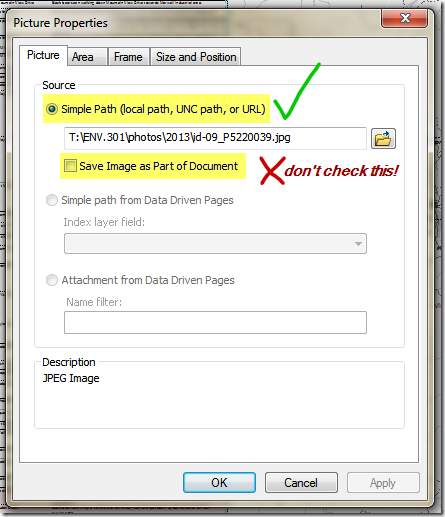 Picture Properties
Picture Area Frame Size and Position
Source
Simple Path (local path, UNC path, or URL)
T:\ENV.301\photos\2013\id-09_P5220039.jpg
Save Image as Part of Document
don't check this!
Simple path from Data Driven Pages
Index layer field:
Attachment from Data Driven Pages
Name filter:
Description
JPEG Image
OK Cancel Apply